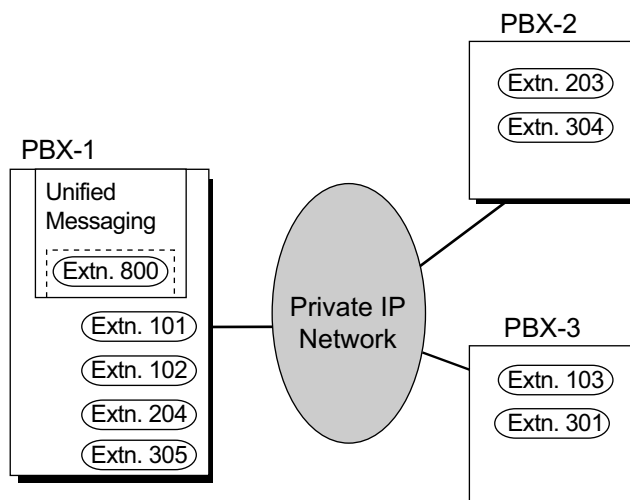 PBX-2
Extn. 203
Extn. 304
PBX-1
Unified
Messaging
Extn. 800
Extn. 101
Extn. 102
Extn. 204
Extn. 305
Private IP
Network
PBX-3
Extn. 103
Extn. 301